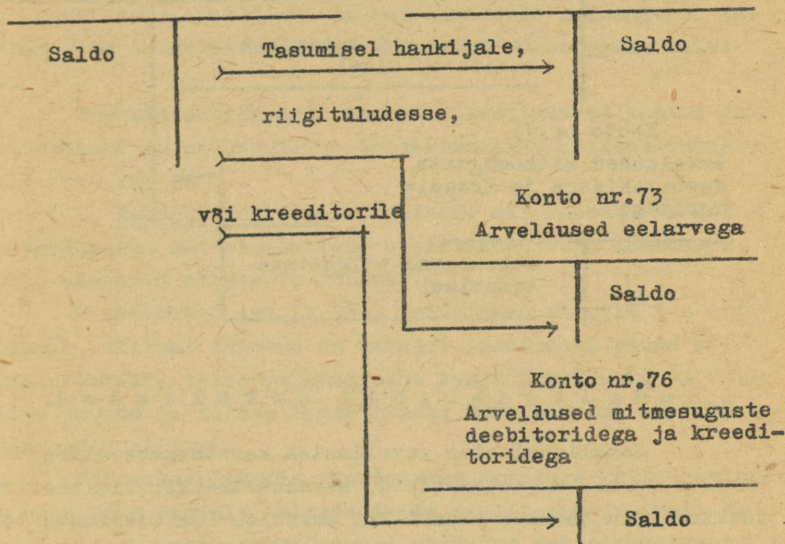 Saldo
Tasumisel hankijale,
Saldo
riigituludesse,
või kreeditorile
Konto nr.73
Arveldused eelarvega
Saldo
Konto nr.76
Arveldused mitmesuguste
deebitoridega ja kreedi-
toridega
Saldo